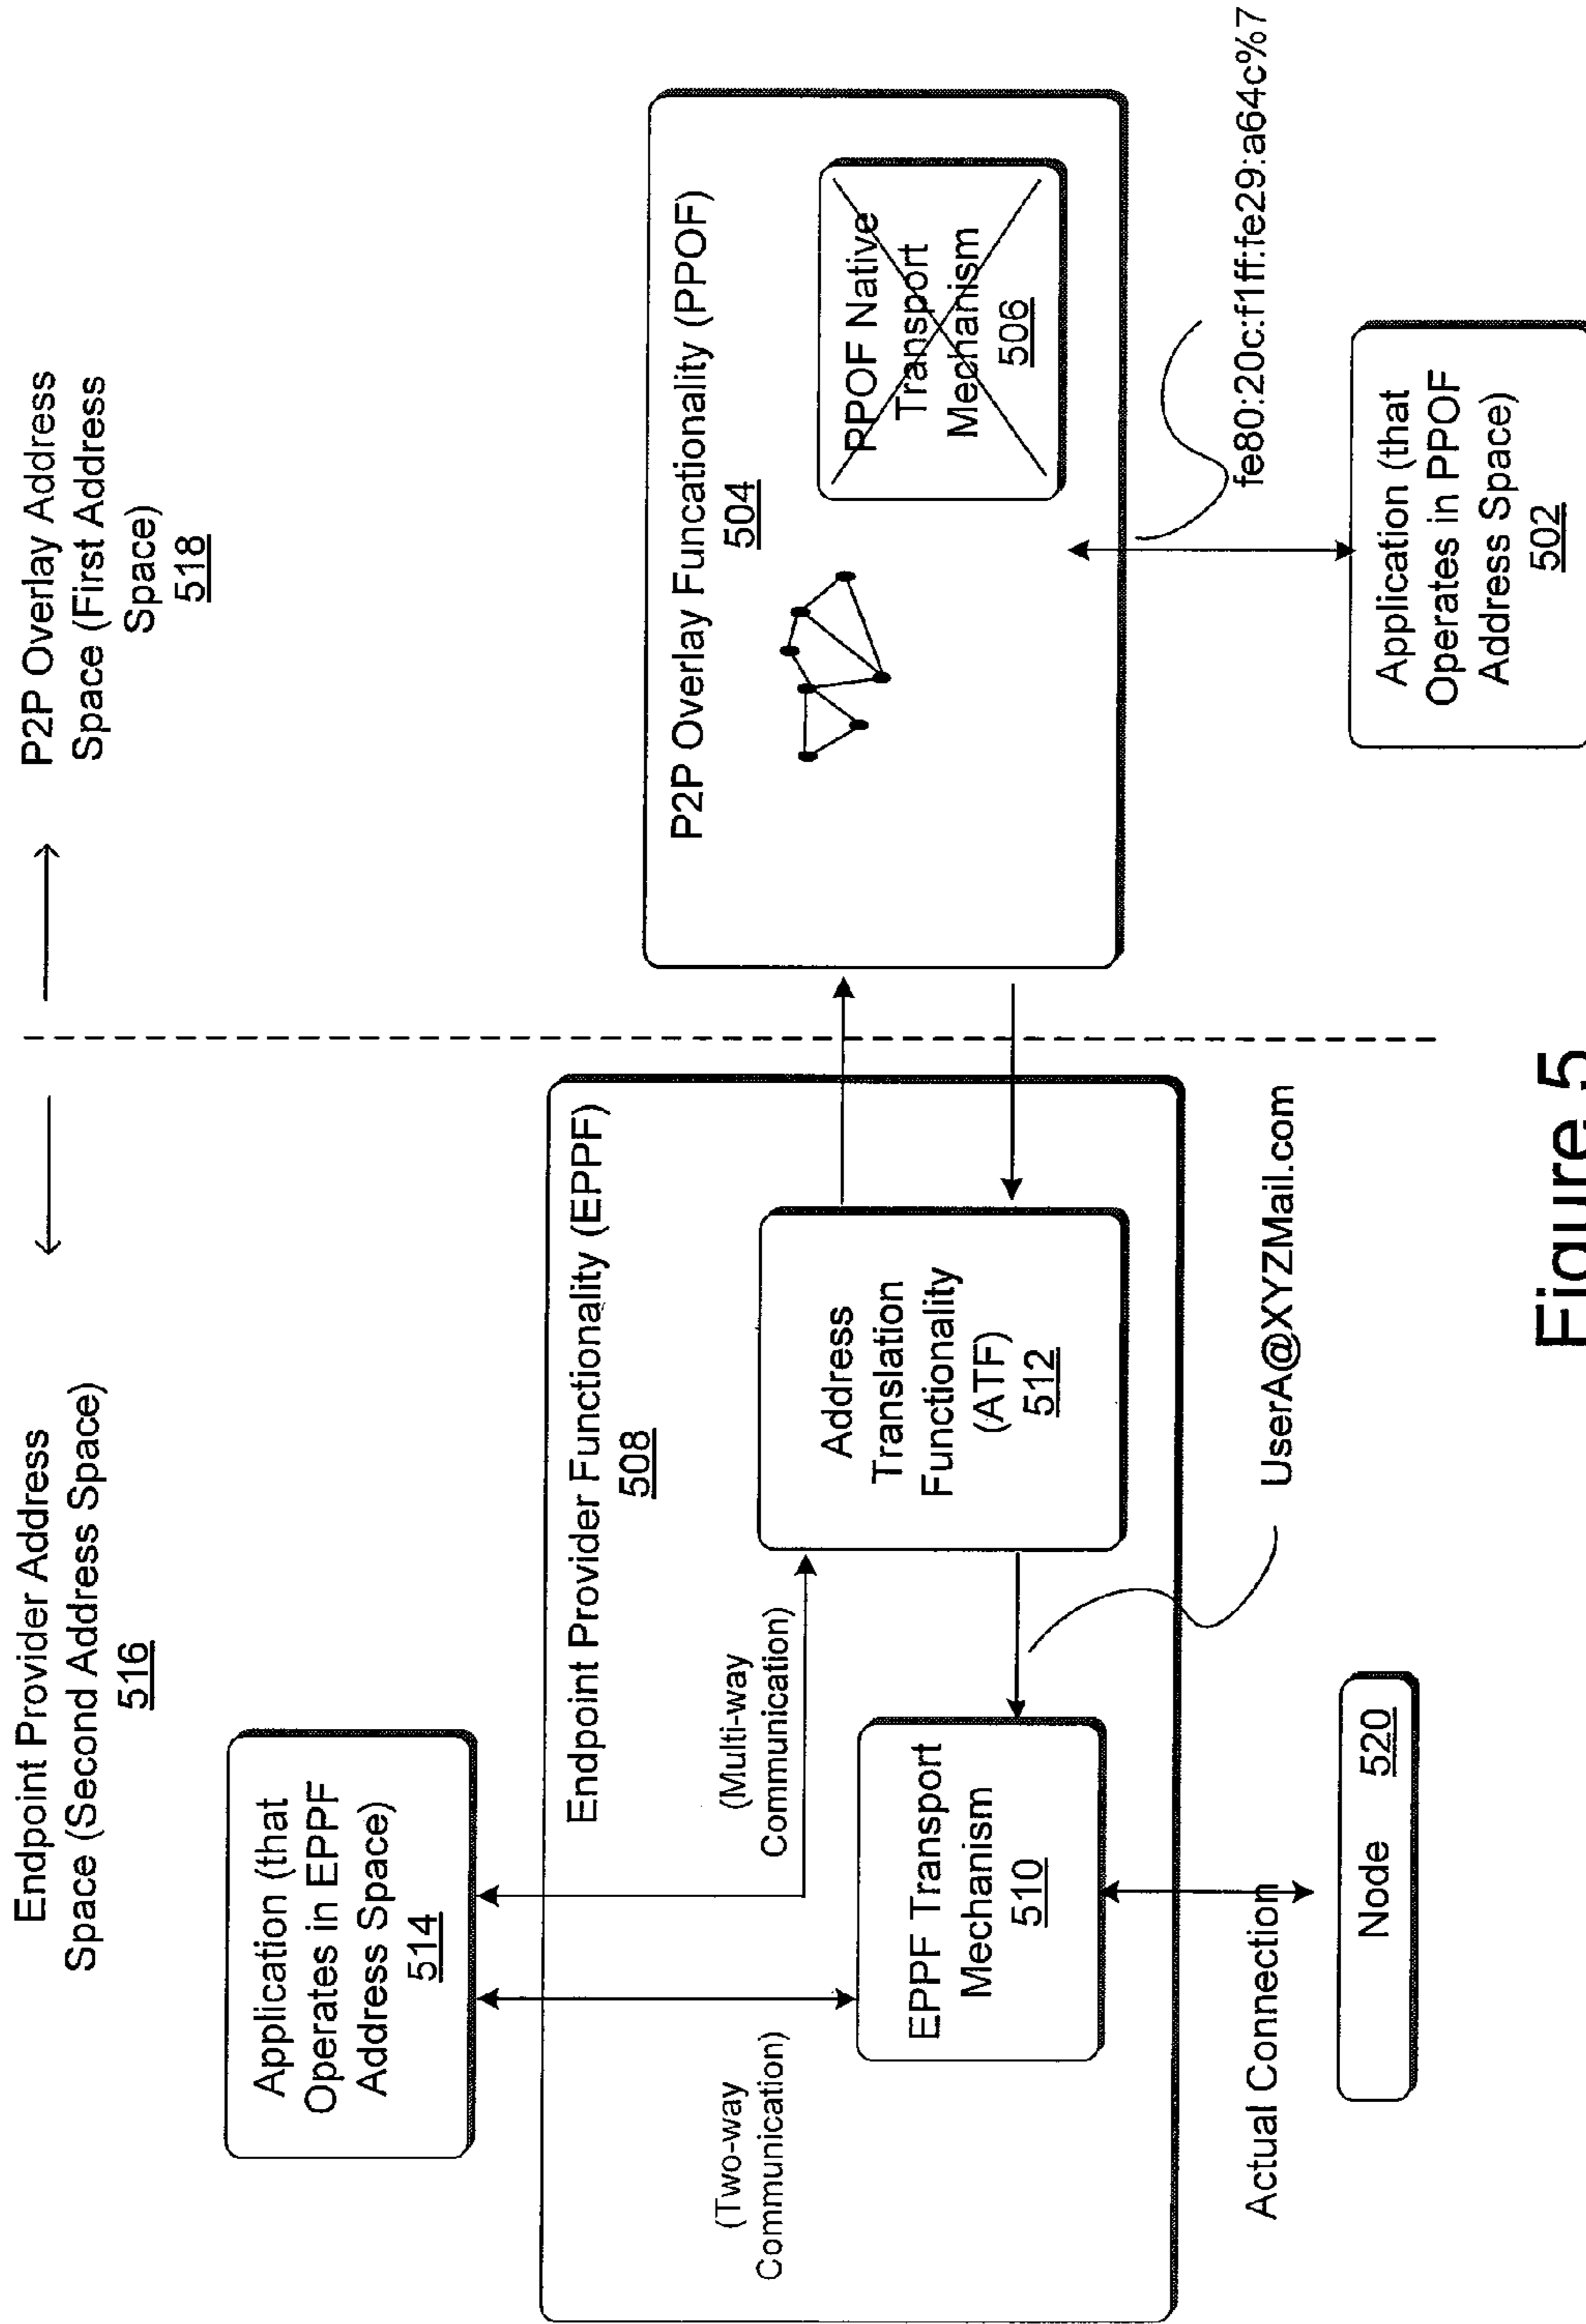 Endpoint Provider Address
Space (Second Address Space)
516
P2P Overlay Address
Space (First Address
Space)
518
Application (that
Operates in EPPF
Address Space)
514
Endpoint Provider Functionality (EPPF)
508
(Two-way
Communication)
(Multi-way
Communication)
EPPF Transport
Mechanism
510
Address
Translation
Functionality
(ATF)
512
Actual Connection
UserA@XYZMail.com
Node 520
P2P Overlay Funcationality (PPOF)
504
PPOF Native
Transport
Mechanism
506
fe80:20c:f1ff:fe29:a64c%7
Application (that
Operates in PPOF
Address Space)
502
Figure 5